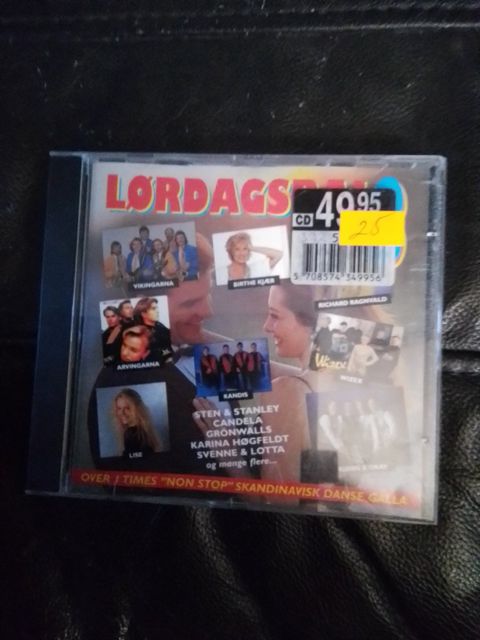 LØRDAGS
CD 49.95
25
5 708574 349956
VIKINGARNA
BIRTHE KJÆR
RICHARD RAGNVALD
ARVINGARNA
KANDIS
WIZEX
WIZEX
LISE
STEN & STANLEY
CANDELA
GRÖNWALLS
KARINA HØGFELDT
SVENNE & LOTTA
og mange flere...
OVER 1 TIMES "NON STOP" SKANDINAVISK DANSE GALLA